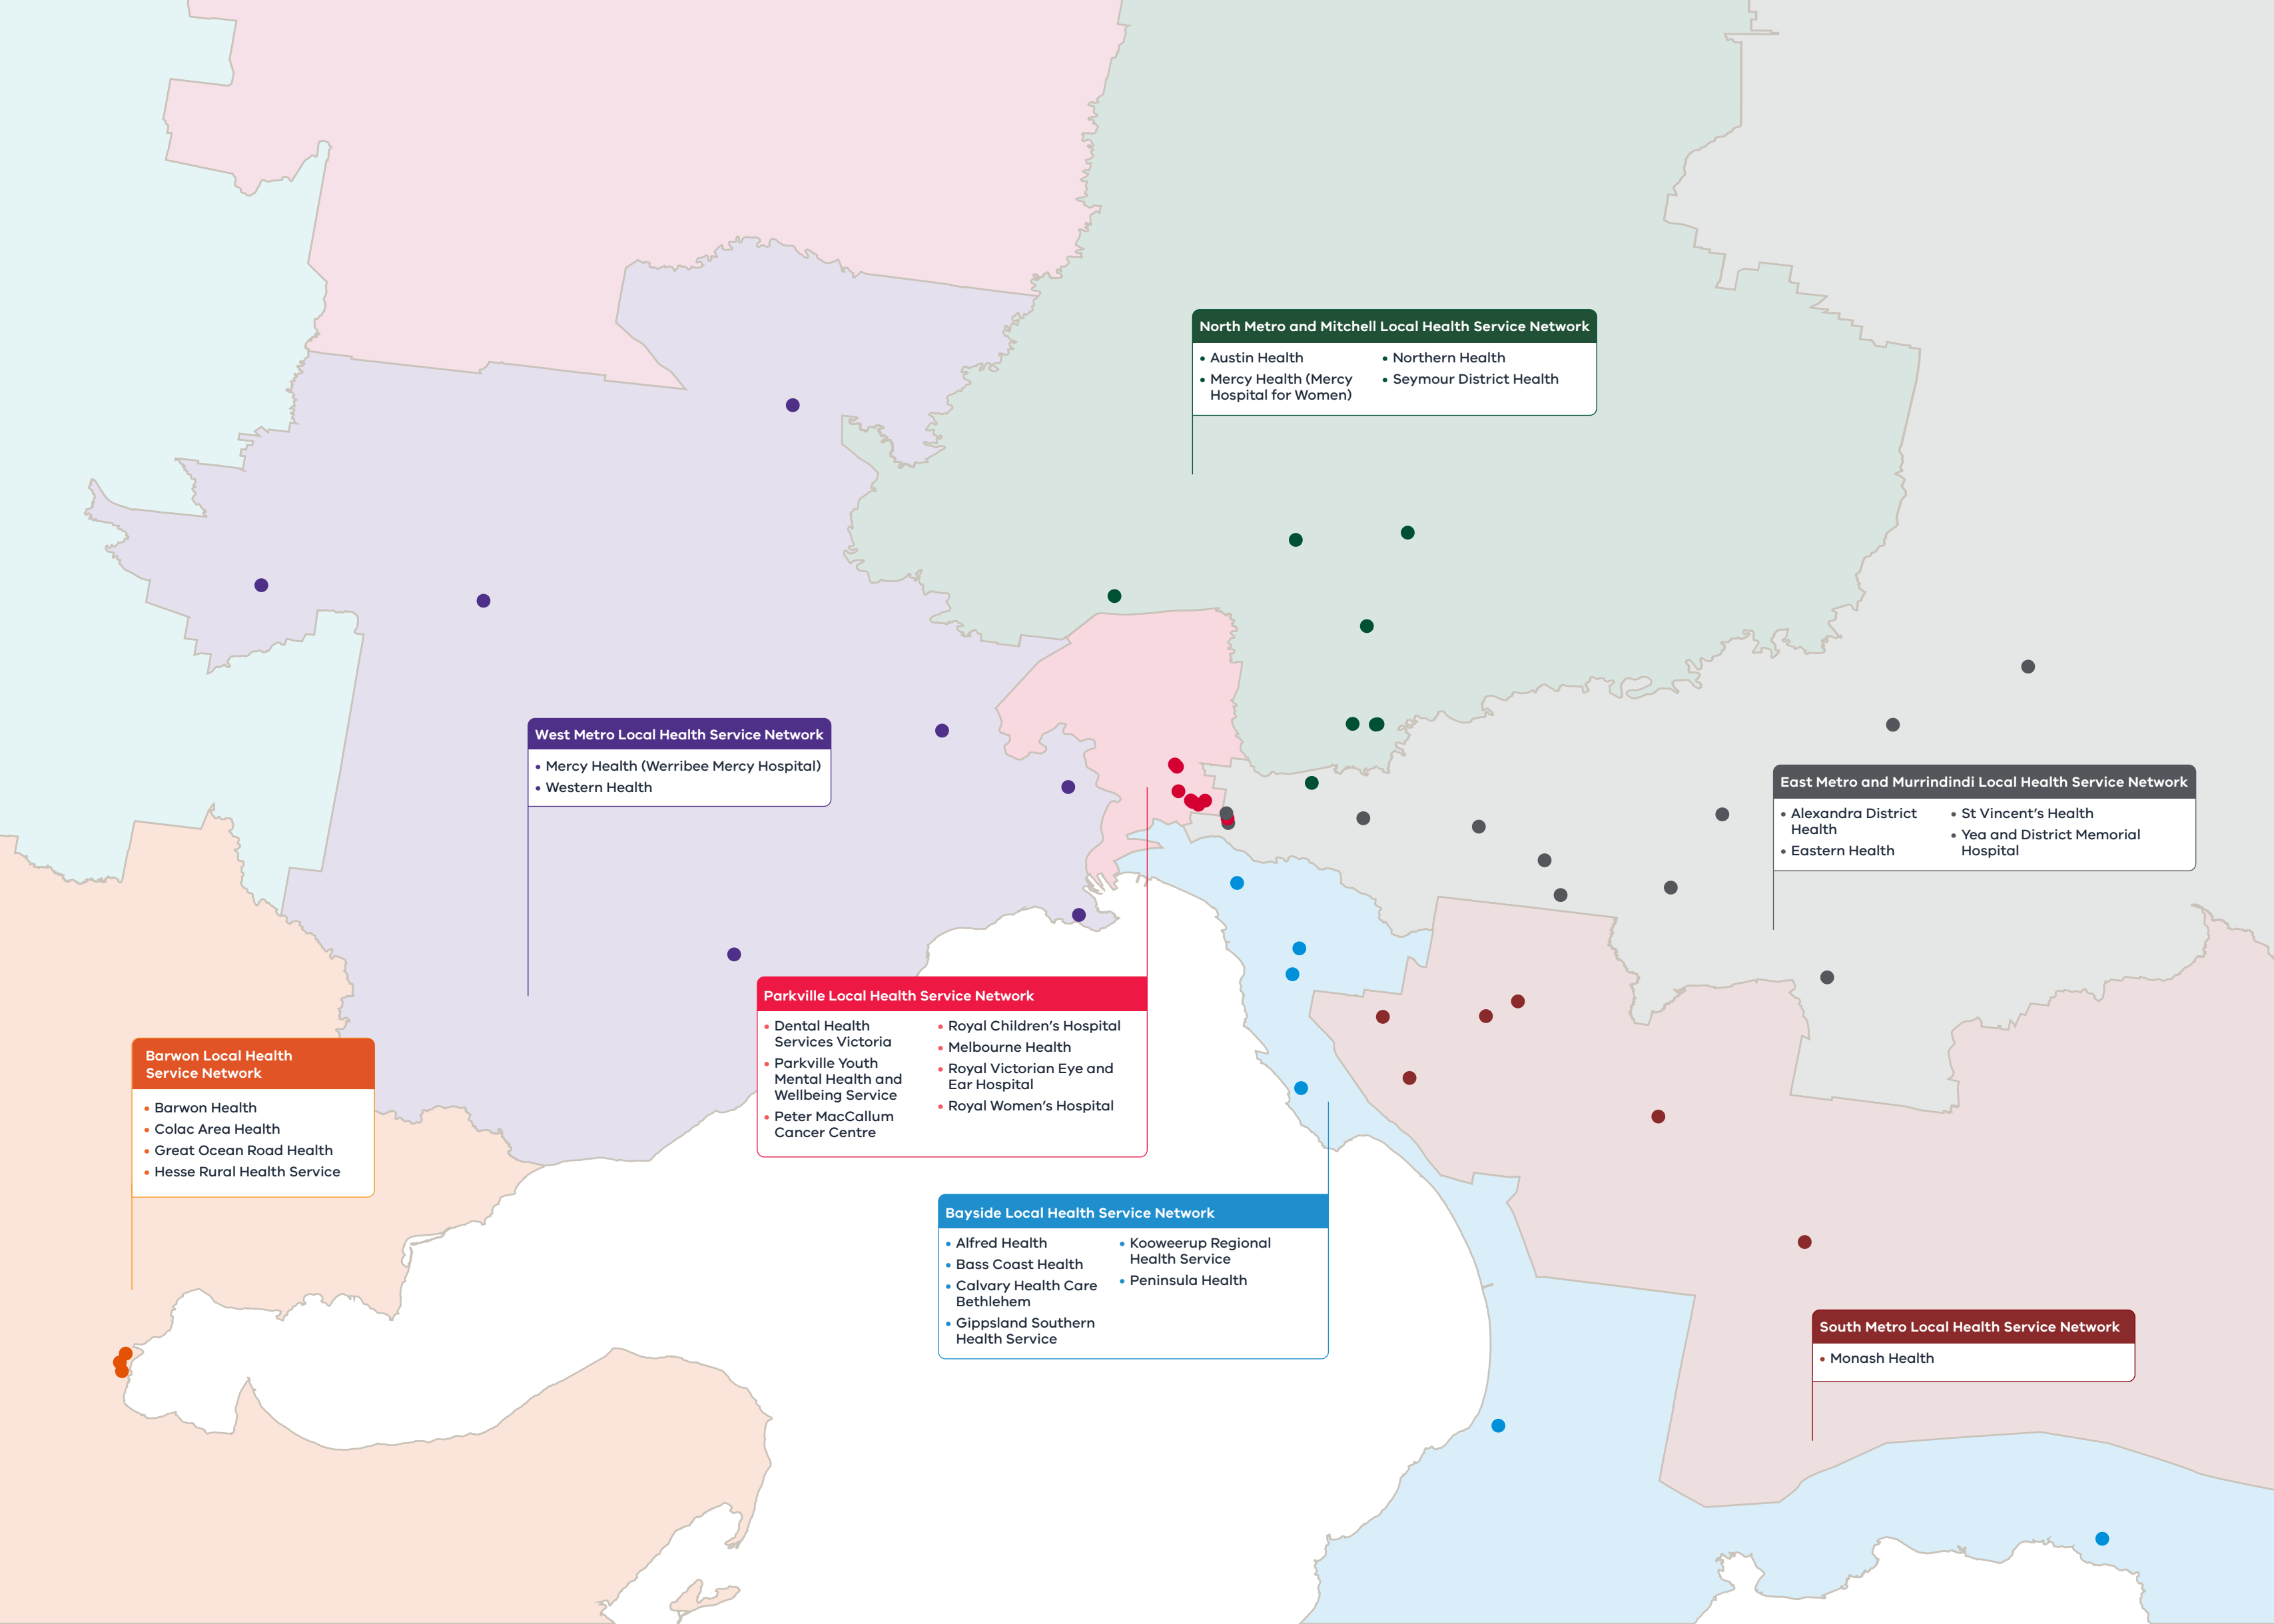 North Metro and Mitchell Local Health Service Network
• Austin Health
• Mercy Health (Mercy
Hospital for Women)
• Northern Health
• Seymour District Health
West Metro Local Health Service Network
• Mercy Health (Werribee Mercy Hospital)
• Western Health
East Metro and Murrindindi Local Health Service Network
• Alexandra District
Health
• Eastern Health
• St Vincent’s Health
• Yea and District Memorial
Hospital
Parkville Local Health Service Network
• Dental Health
Services Victoria
• Parkville Youth
Mental Health and
Wellbeing Service
• Peter MacCallum
Cancer Centre
• Royal Children’s Hospital
• Melbourne Health
• Royal Victorian Eye and
Ear Hospital
• Royal Women’s Hospital
Barwon Local Health
Service Network
• Barwon Health
• Colac Area Health
• Great Ocean Road Health
• Hesse Rural Health Service
Bayside Local Health Service Network
• Alfred Health
• Bass Coast Health
• Calvary Health Care
Bethlehem
• Gippsland Southern
Health Service
• Kooweerup Regional
Health Service
• Peninsula Health
South Metro Local Health Service Network
• Monash Health